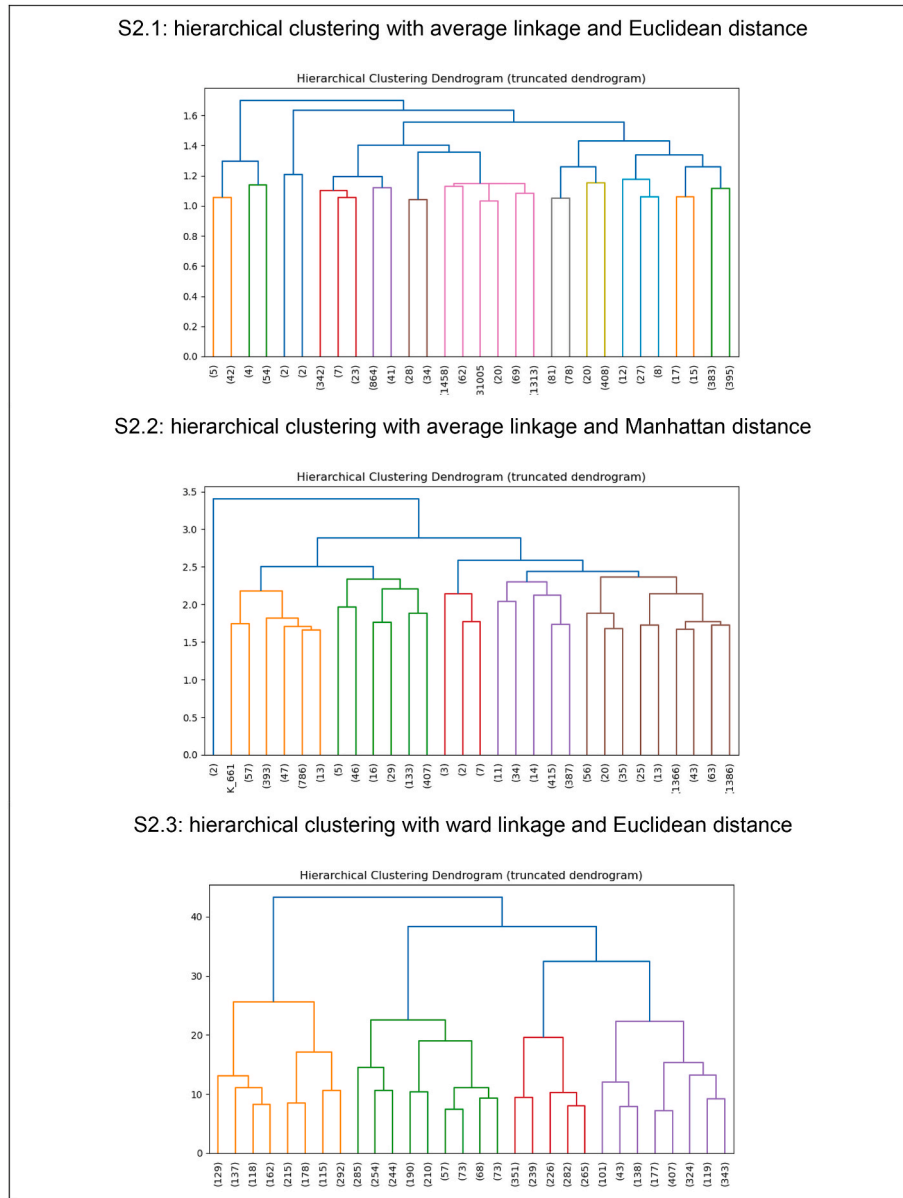 S2.1: hierarchical clustering with average linkage and Euclidean distance
Hierarchical Clustering Dendrogram (truncated dendrogram)
1.6
1.4
1.2
1.0
0.8
0.6
0.4
0.2
0.0
(5) (42) (4) (54) (2) (2) (342) (7) (23) (864) (41) (28) (34) (1458) (62) 31005 (20) (69) (1313) (81) (78) (20) (408) (12) (27) (8) (17) (15) (383) (395)
S2.2: hierarchical clustering with average linkage and Manhattan distance
Hierarchical Clustering Dendrogram (truncated dendrogram)
3.5
3.0
2.5
2.0
1.5
1.0
0.5
0.0
(2) K_661 (57) (393) (47) (786) (13) (5) (46) (16) (29) (133) (407) (3) (2) (7) (11) (34) (14) (415) (387) (56) (20) (35) (25) (13) (1366) (43) (63) (1386)
S2.3: hierarchical clustering with ward linkage and Euclidean distance
Hierarchical Clustering Dendrogram (truncated dendrogram)
40
30
20
10
0
(129) (137) (118) (162) (215) (178) (115) (292) (285) (254) (244) (190) (210) (57) (73) (68) (73) (351) (239) (226) (282) (265) (101) (43) (138) (177) (407) (324) (119) (343)